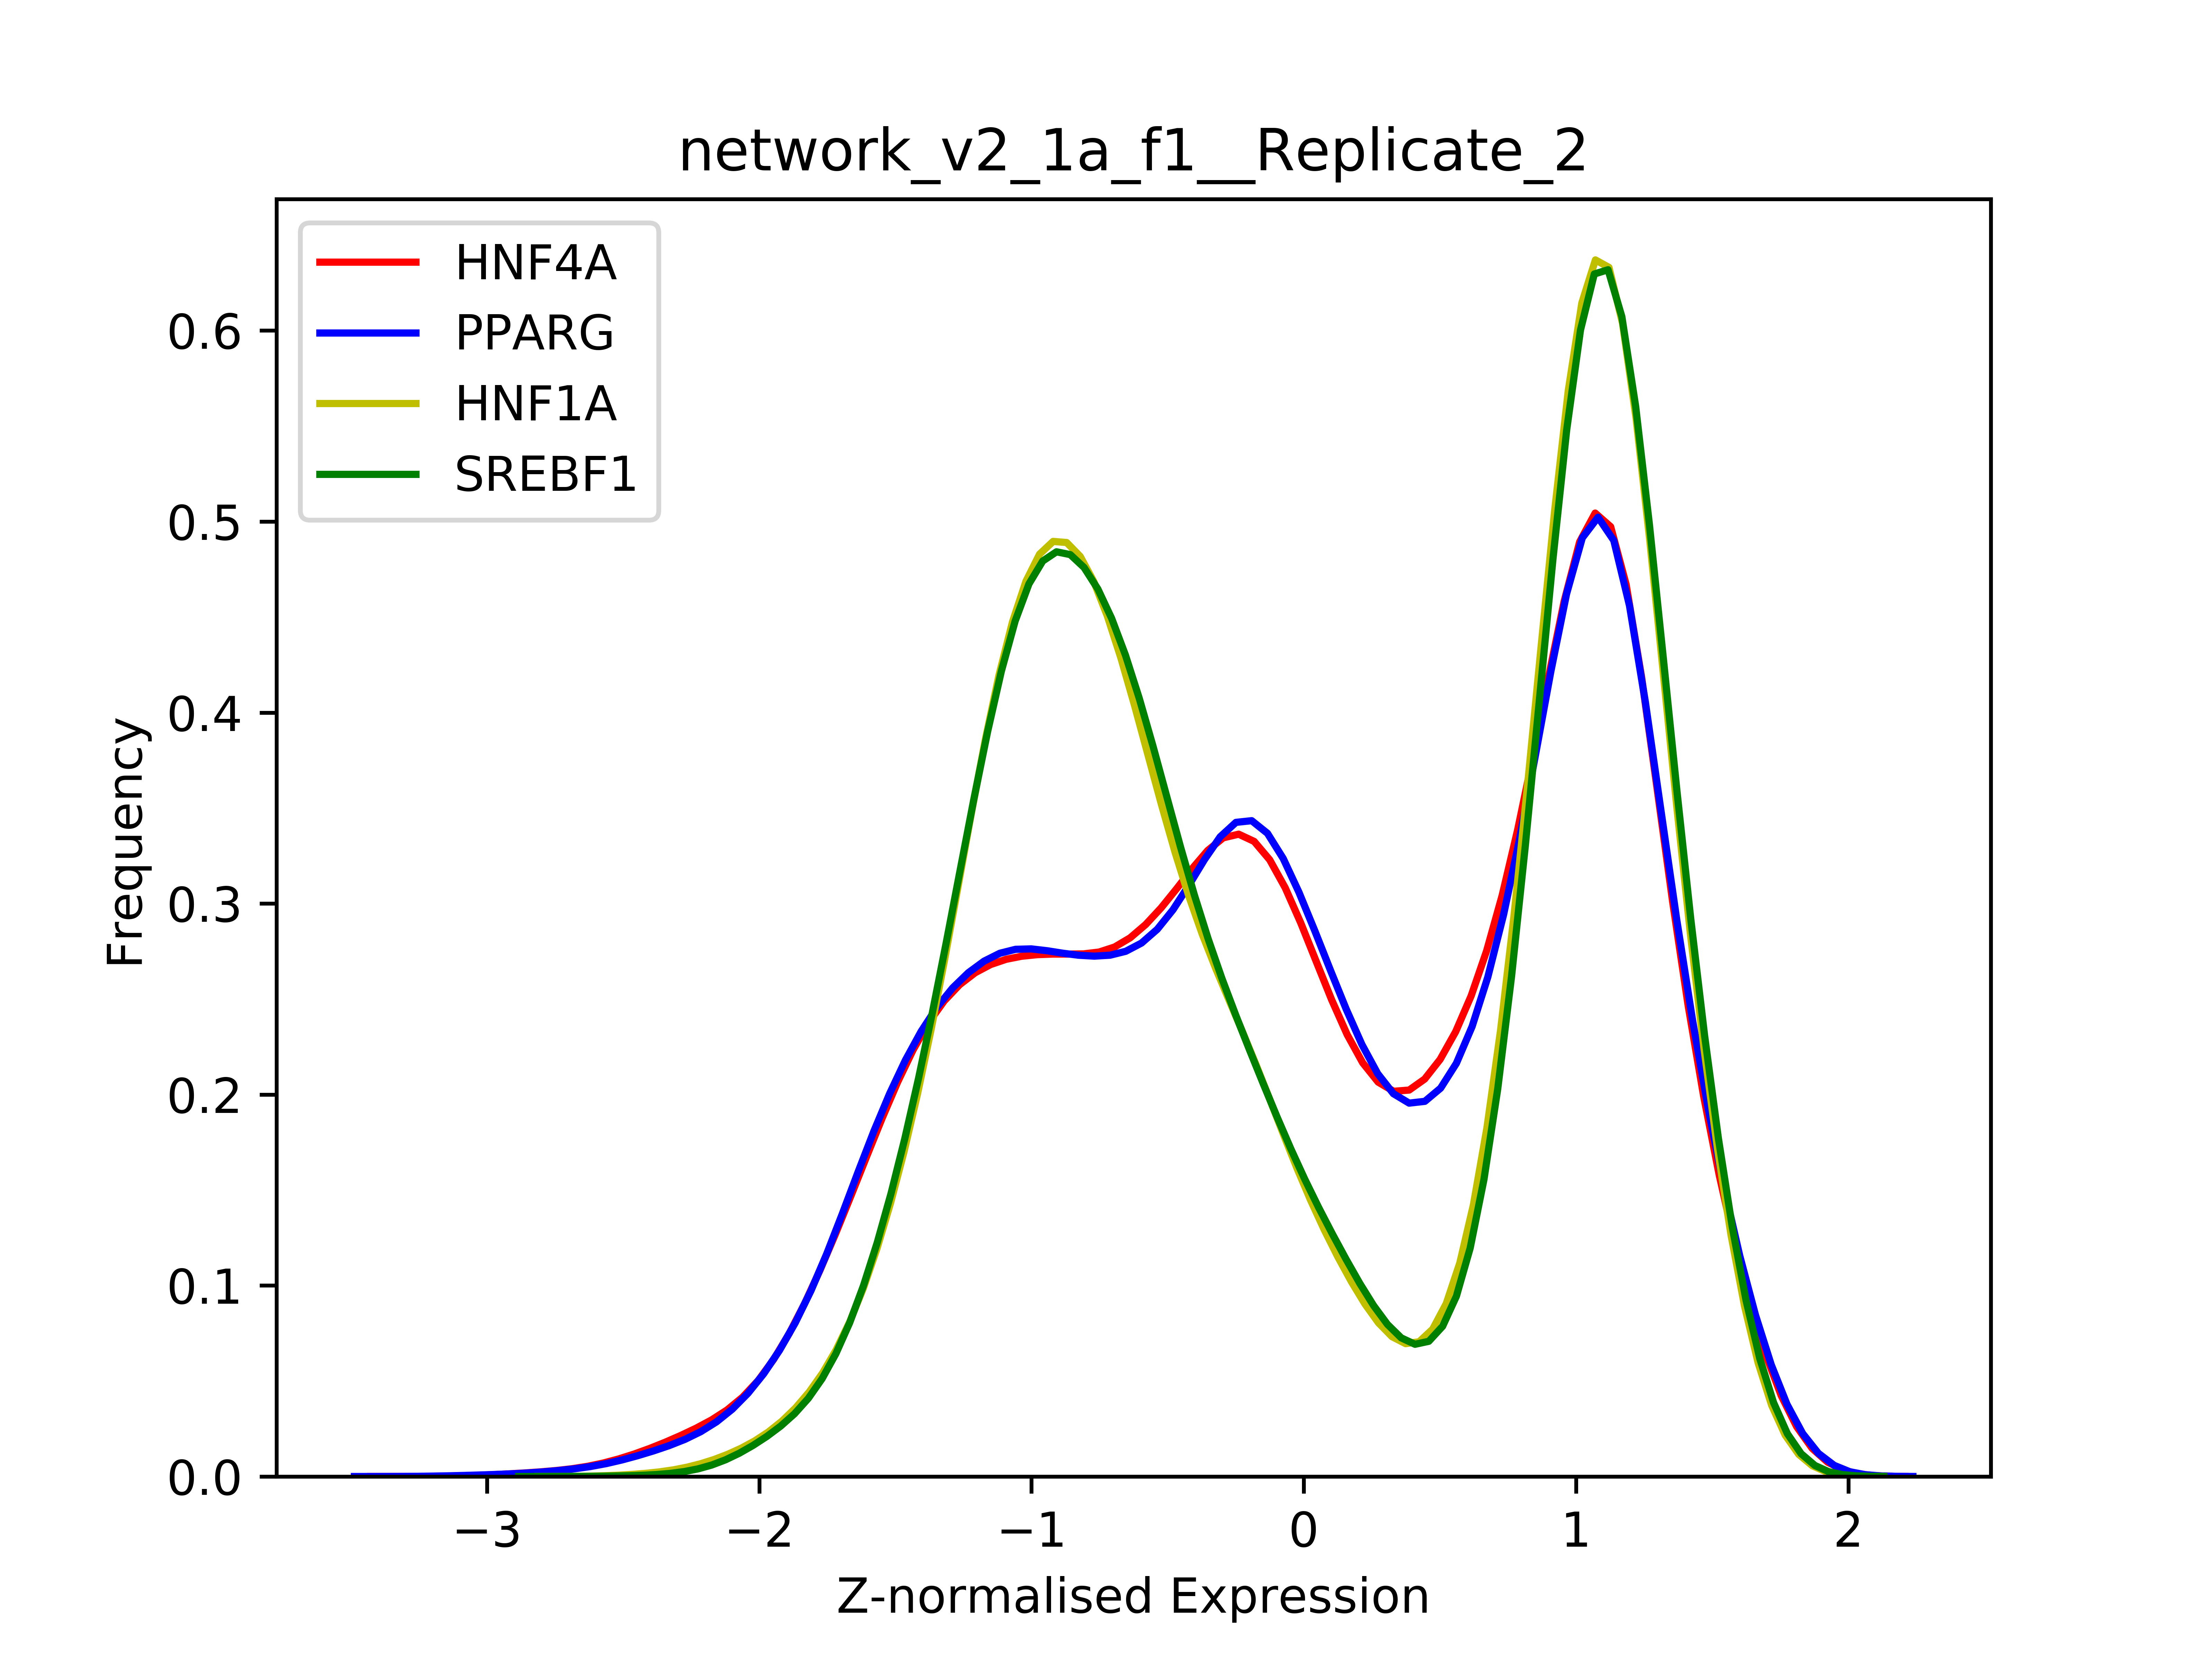 network_v2_1a_f1__Replicate_2
HNF4A
PPARG
HNF1A
SREBF1
Frequency
0.6
0.5
0.4
0.3
0.2
0.1
0.0
−3 −2 −1 0 1 2
Z-normalised Expression